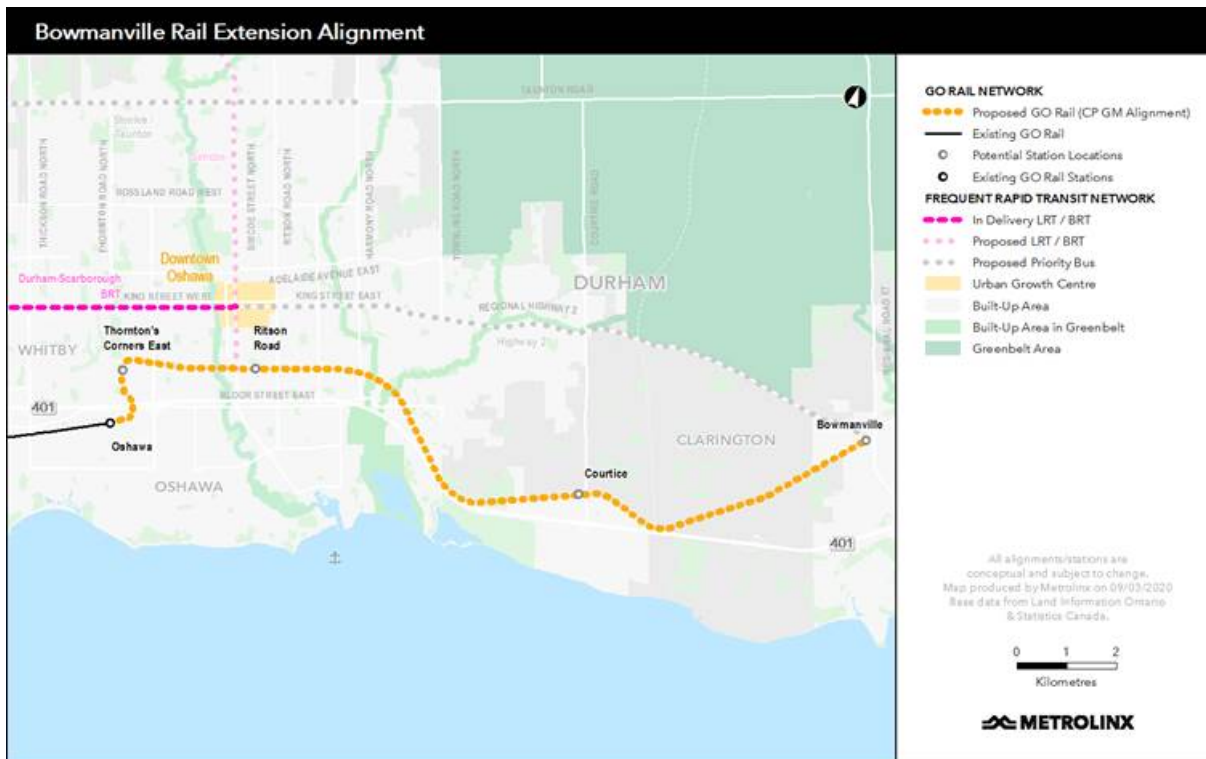 Bowmanville Rail Extension Alignment
TAUNTON ROAD
THICKSON ROAD NORTH
THORNTON ROAD NORTH
SIMCOE STREET NORTH
RITSON ROAD NORTH
HARMONY ROAD NORTH
TOWNLINE ROAD NORTH
COURTICE ROAD
Simcoe
ROSSLAND ROAD WEST
Downtown
Oshawa
ADELAIDE AVENUE EAST
Durham-Scarborough
BRT
KING STREET WEST
KING STREET EAST
DURHAM
REGIONAL HIGHWAY 2
Highway 2
Thornton's
Corners East
Ritson
Road
WHITBY
BLOOR STREET EAST
401
Oshawa
OSHAWA
CLARINGTON
Bowmanville
Courtice
401
GO RAIL NETWORK
Proposed GO Rail (CP GM Alignment)
Existing GO Rail
Potential Station Locations
Existing GO Rail Stations
FREQUENT RAPID TRANSIT NETWORK
In Delivery LRT / BRT
Proposed LRT / BRT
Proposed Priority Bus
Urban Growth Centre
Built-Up Area
Built-Up Area in Greenbelt
Greenbelt Area
All alignments/stations are
conceptual and subject to change.
Map produced by Metrolinx on 09/03/2020
Base data from Land Information Ontario
& Statistics Canada.
0 1 2
Kilometres
METROLINX